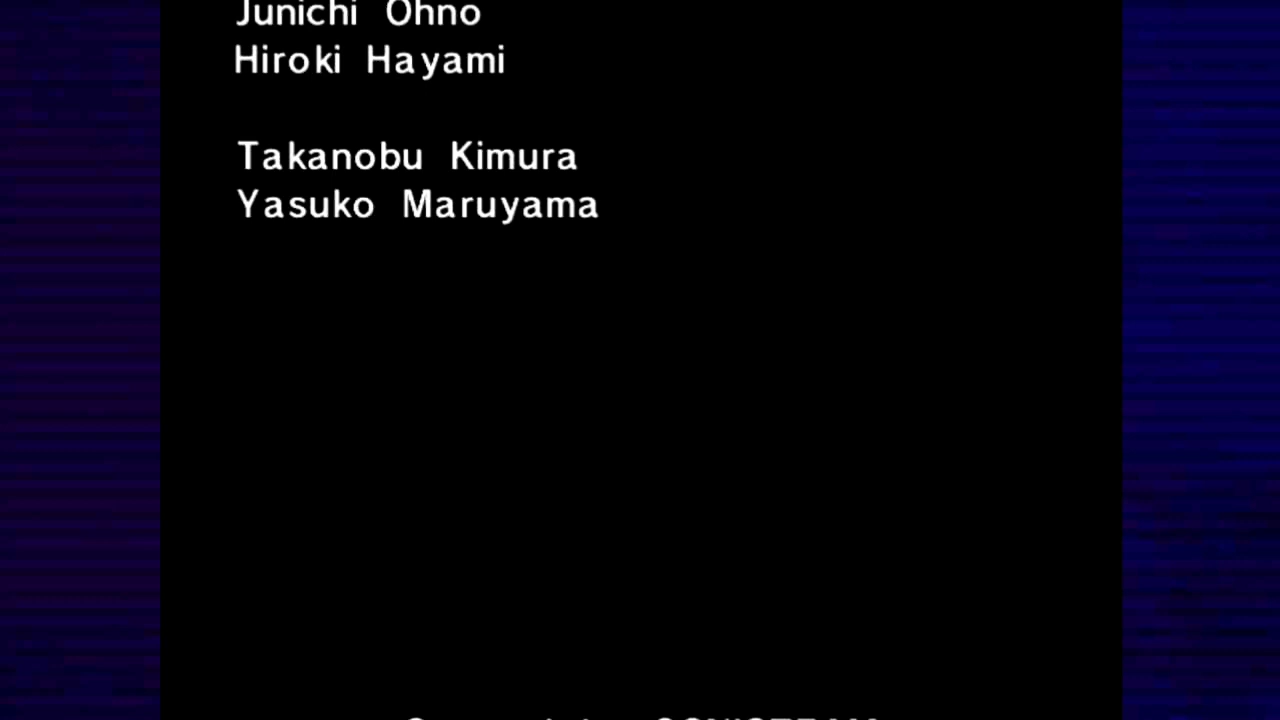 Junichi Ohno
Hiroki Hayami
Takanobu Kimura
Yasuko Maruyama